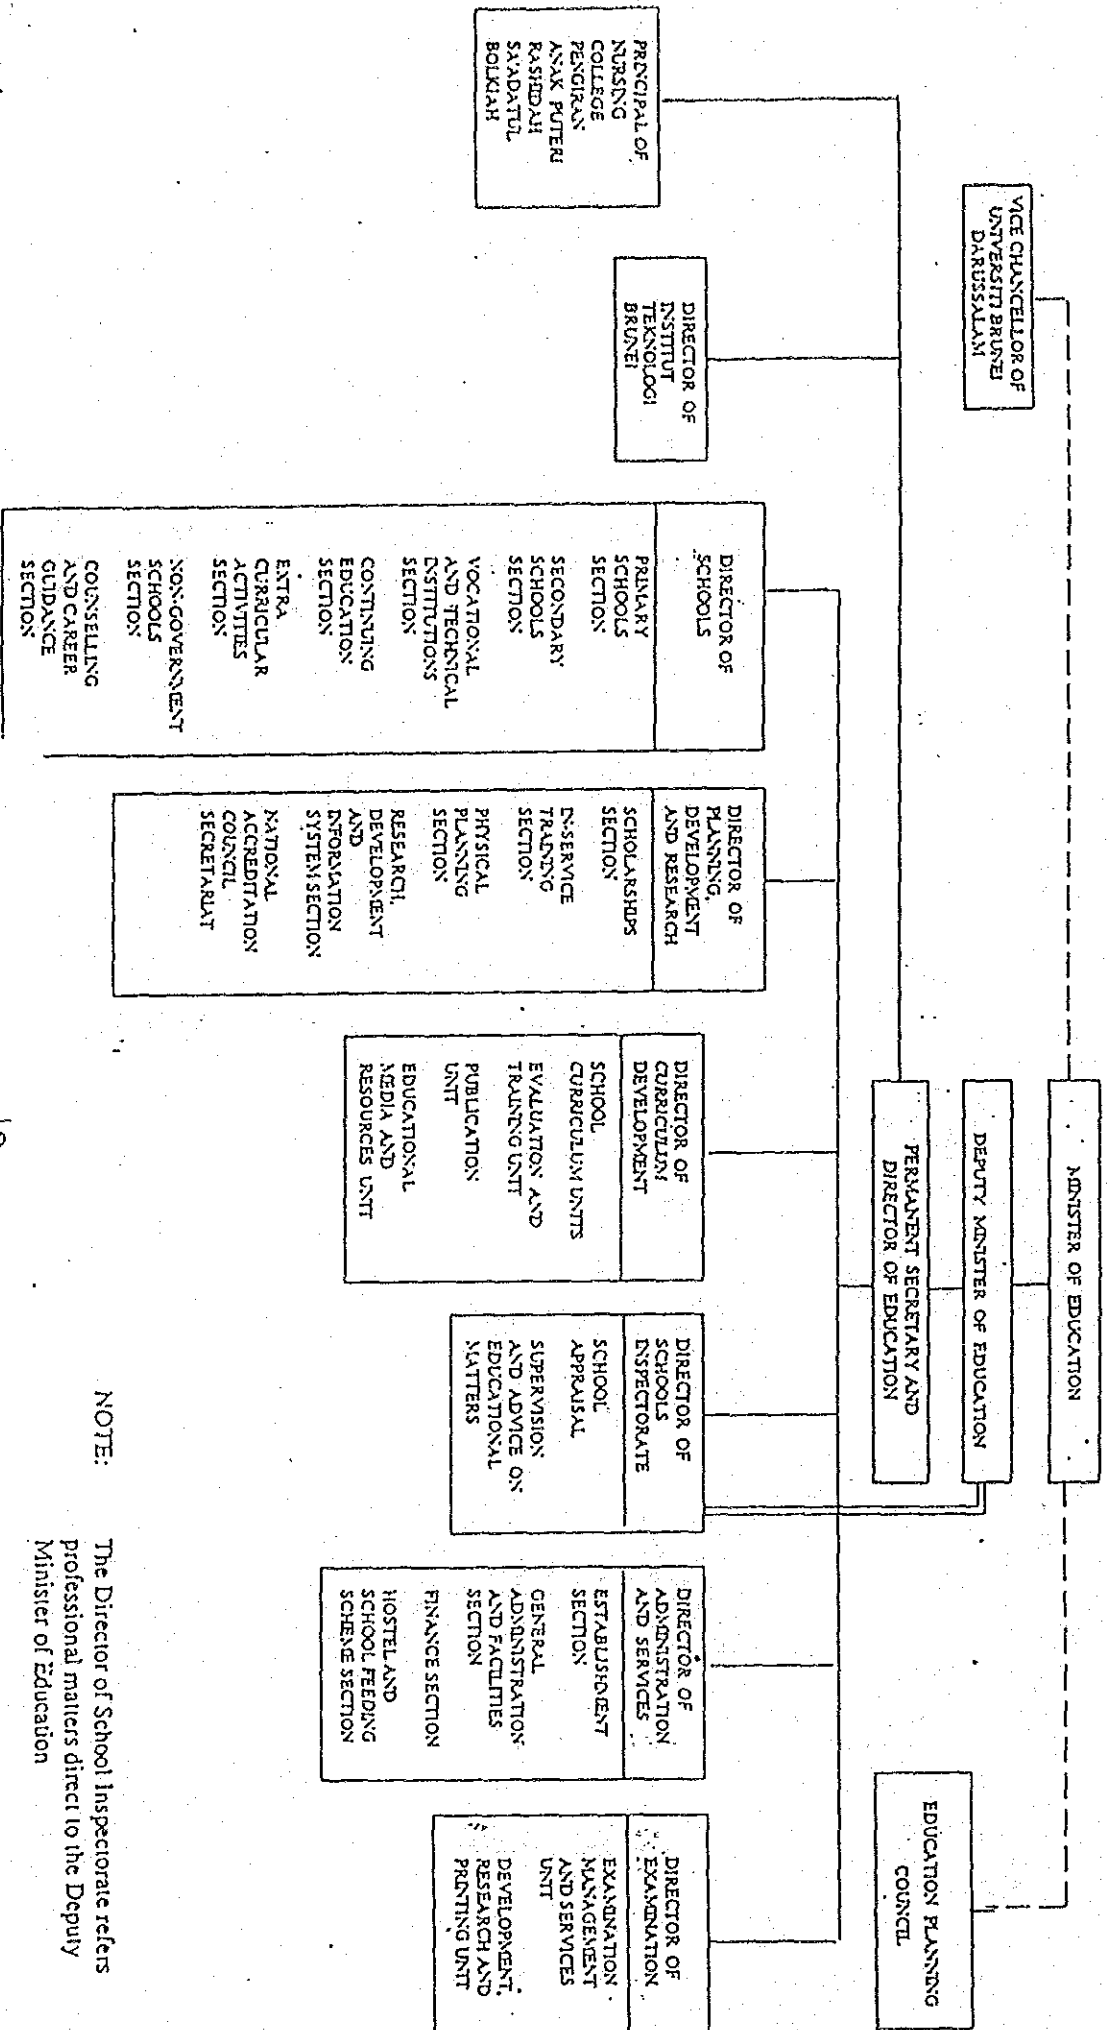 MINISTER OF EDUCATION
DEPUTY MINISTER OF EDUCATION
PERMANENT SECRETARY AND
DIRECTOR OF EDUCATION
VICE CHANCELLOR OF
UNIVERSITI BRUNEI
DARUSSALAM
EDUCATION PLANNING
COUNCIL
PRINCIPAL OF
NURSING
COLLEGE
PENGIRAN
ANAK PUTERI
RASHIDAH
SA'ADATUL
BOLKIAH
DIRECTOR OF
INSTITUT
TEKNOLOGI
BRUNEI
DIRECTOR OF
SCHOOLS
PRIMARY
SCHOOLS
SECTION
SECONDARY
SCHOOLS
SECTION
VOCATIONAL
AND TECHNICAL
INSTITUTIONS
SECTION
CONTINUING
EDUCATION
SECTION
EXTRA
CURRICULAR
ACTIVITIES
SECTION
NON-GOVERNMENT
SCHOOLS
SECTION
COUNSELLING
AND CAREER
GUIDANCE
SECTION
DIRECTOR OF
PLANNING,
DEVELOPMENT
AND RESEARCH
SCHOLARSHIPS
SECTION
IN-SERVICE
TRAINING
SECTION
PHYSICAL
PLANNING
SECTION
RESEARCH,
DEVELOPMENT
AND
INFORMATION
SYSTEM SECTION
NATIONAL
ACCREDITATION
COUNCIL
SECRETARIAT
DIRECTOR OF
CURRICULUM
DEVELOPMENT
SCHOOL
CURRICULUM UNITS
EVALUATION AND
TRAINING UNIT
PUBLICATION
UNIT
EDUCATIONAL
MEDIA AND
RESOURCES UNIT
DIRECTOR OF
SCHOOLS
INSPECTORATE
SCHOOL
APPRAISAL
SUPERVISION
AND ADVICE ON
EDUCATIONAL
MATTERS
DIRECTOR OF
ADMINISTRATION
AND SERVICES
ESTABLISHMENT
SECTION
GENERAL
ADMINISTRATION
AND FACILITIES
SECTION
FINANCE SECTION
HOSTEL AND
SCHOOL FEEDING
SCHEME SECTION
DIRECTOR OF
EXAMINATION
EXAMINATION
MANAGEMENT
AND SERVICES
UNIT
DEVELOPMENT,
RESEARCH AND
PRINTING UNIT
NOTE: The Director of School Inspectorate refers
professional matters direct to the Deputy
Minister of Education